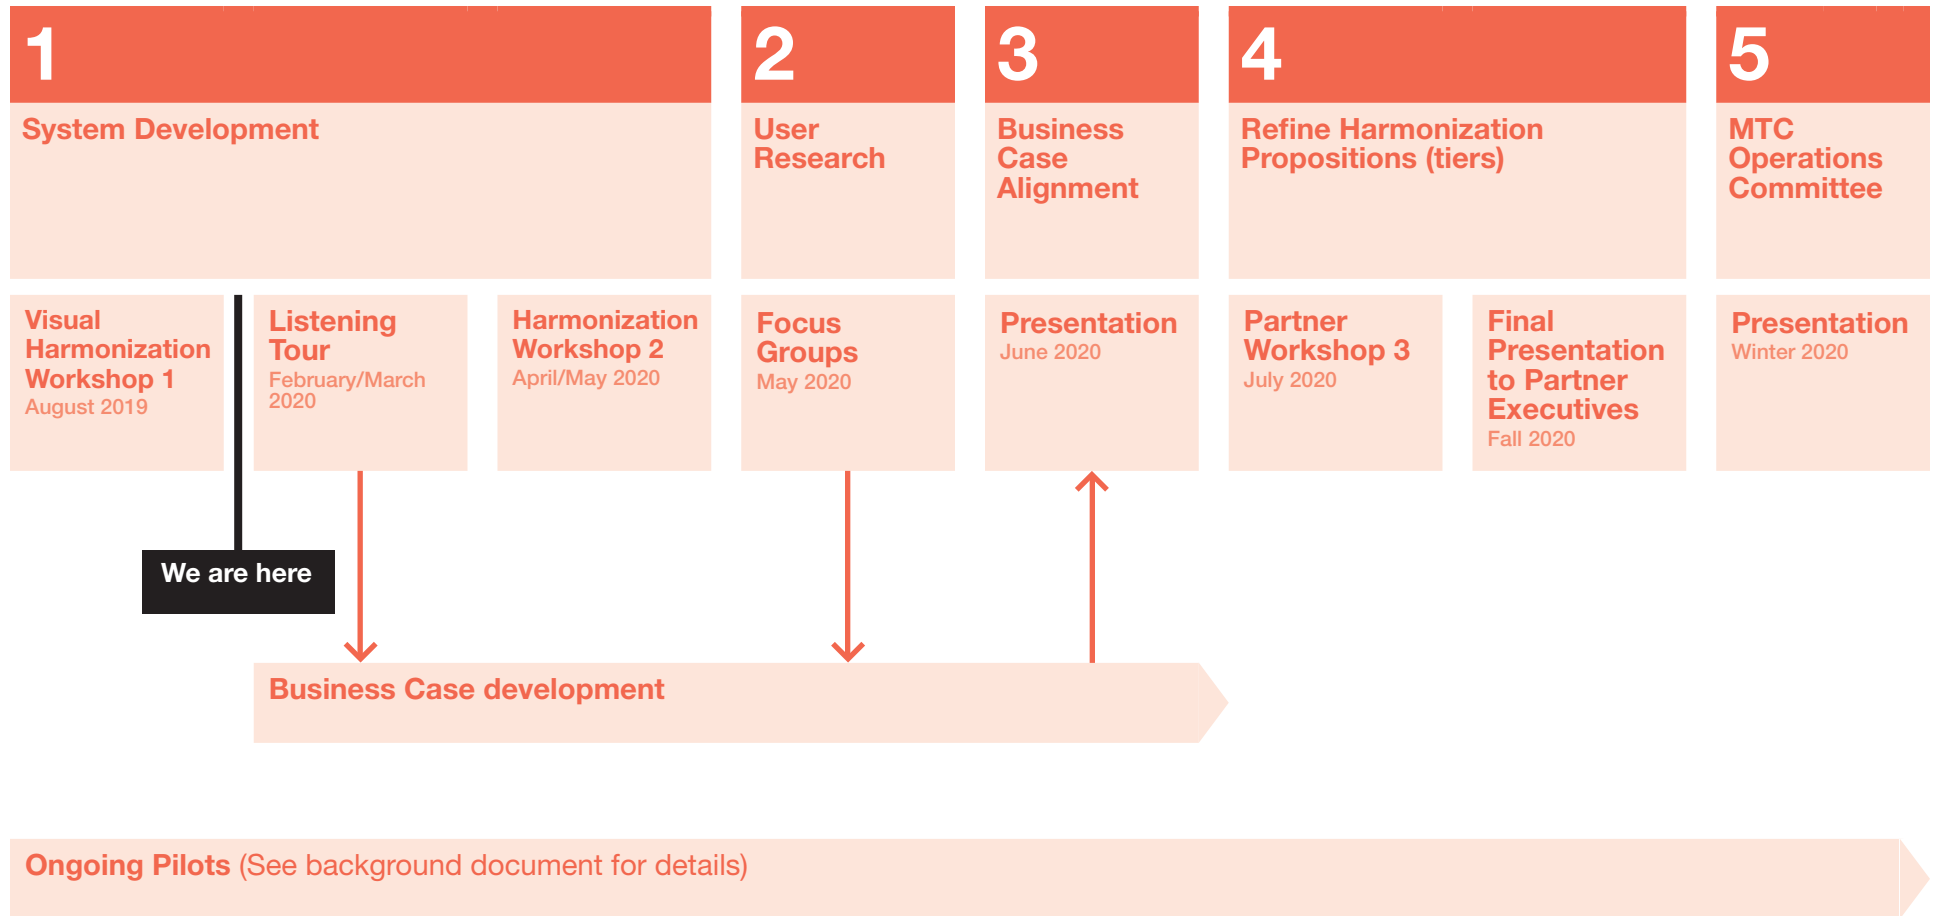 1
System Development
2
User
Research
3
Business
Case
Alignment
4
Refine Harmonization
Propositions (tiers)
5
MTC
Operations
Committee
Visual
Harmonization
Workshop 1
August 2019
Listening
Tour
February/March
2020
Harmonization
Workshop 2
April/May 2020
Focus
Groups
May 2020
Presentation
June 2020
Partner
Workshop 3
July 2020
Final
Presentation
to Partner
Executives
Fall 2020
Presentation
Winter 2020
We are here
Business Case development
Ongoing Pilots (See background document for details)